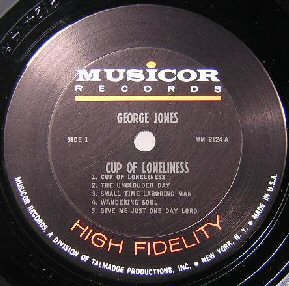 MUSICOR
RECORDS
GEORGE JONES
SIDE 1
MM 2124 A
CUP OF LONELINESS
1. CUP OF LONELINESS
2. THE UNCLOUDED DAY
3. SMALL TIME LABORING MAN
4. WANDERING SOUL
5. GIVE ME JUST ONE DAY LORD
HIGH FIDELITY
MUSICOR RECORDS, A DIVISION OF TALMADGE PRODUCTIONS, INC. • NEW YORK, N. Y. • MADE IN U.S.A.